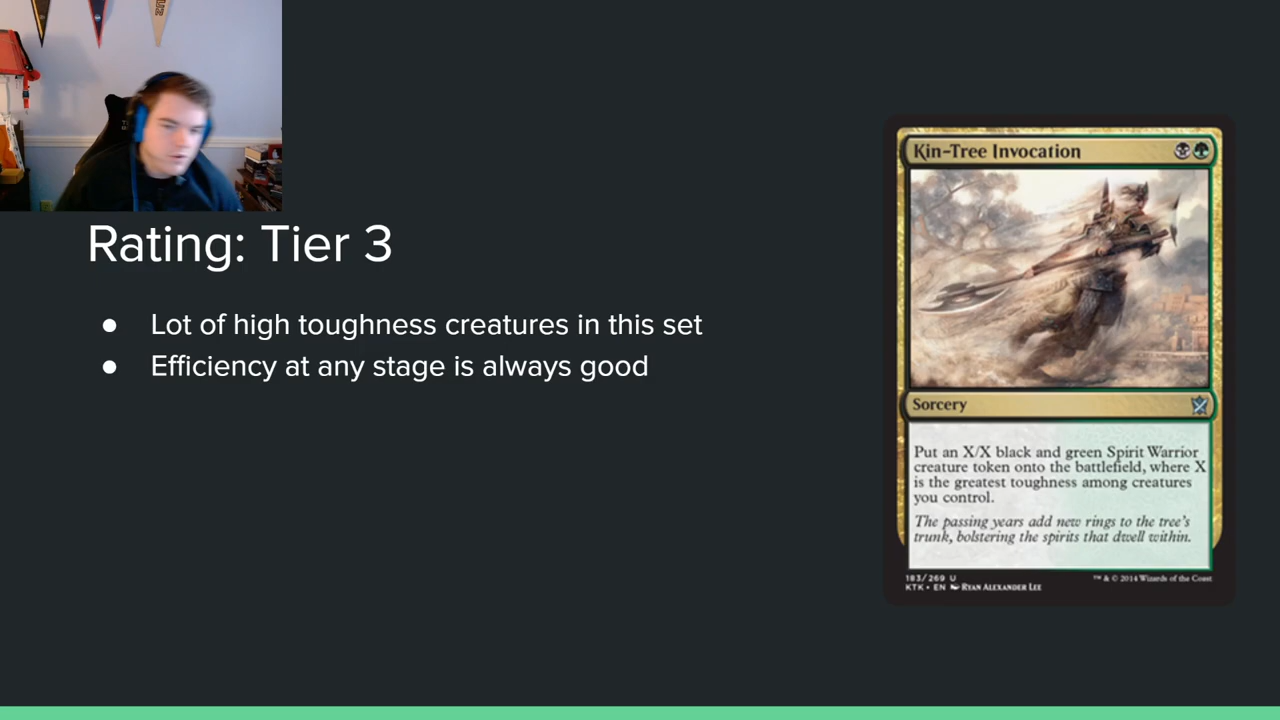 Rating: Tier 3
● Lot of high toughness creatures in this set
● Efficiency at any stage is always good
Kin-Tree Invocation
Sorcery
Put an X/X black and green Spirit Warrior
creature token onto the battlefield, where X
is the greatest toughness among creatures
you control.
The passing years add new rings to the tree's
trunk, bolstering the spirits that dwell within.
183/269 U
KTK • EN RYAN ALEXANDER LEE
™ & © 2014 Wizards of the Coast